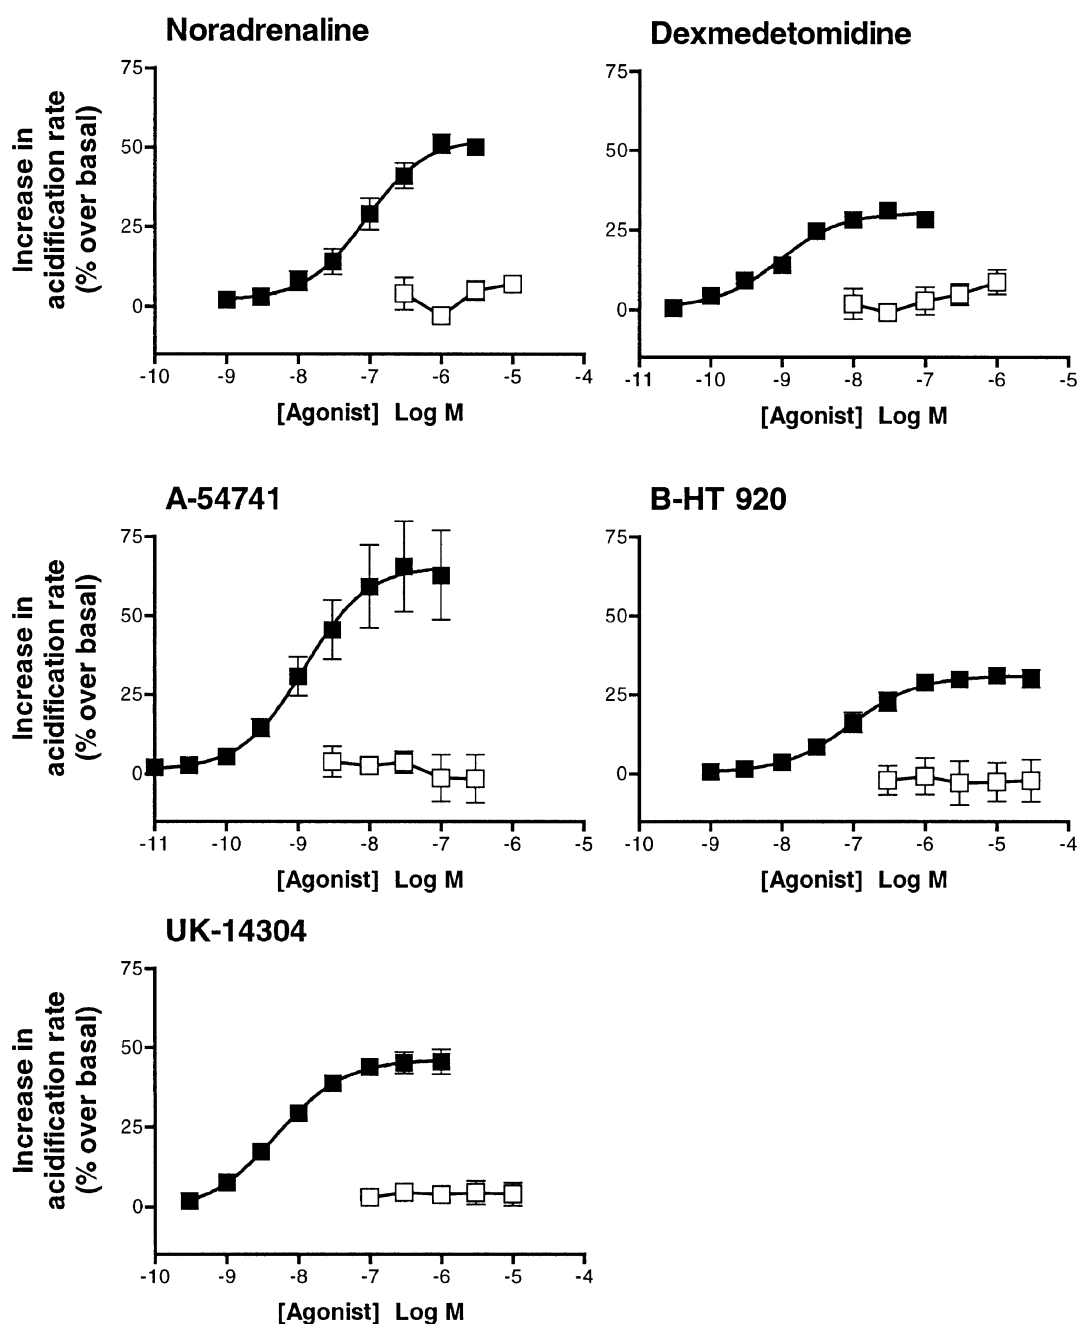 Noradrenaline
Increase in
acidification rate
(% over basal)
75
50
25
0
-10 -9 -8 -7 -6 -5 -4
[Agonist] Log M
Dexmedetomidine
75
50
25
0
-11 -10 -9 -8 -7 -6 -5
[Agonist] Log M
A-54741
Increase in
acidification rate
(% over basal)
75
50
25
0
-11 -10 -9 -8 -7 -6 -5
[Agonist] Log M
B-HT 920
75
50
25
0
-10 -9 -8 -7 -6 -5 -4
[Agonist] Log M
UK-14304
Increase in
acidification rate
(% over basal)
75
50
25
0
-10 -9 -8 -7 -6 -5 -4
[Agonist] Log M